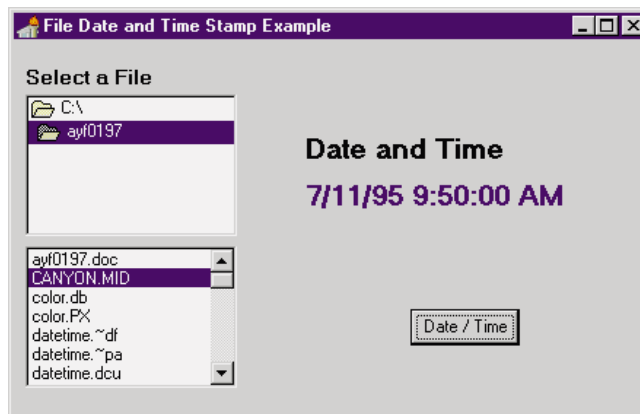 File Date and Time Stamp Example
Select a File
C:\
ayf0197
Date and Time
7/11/95 9:50:00 AM
ayf0197.doc
CANYON.MID
color.db
color.PX
datetime.~df
datetime.~pa
datetime.dcu
Date / Time